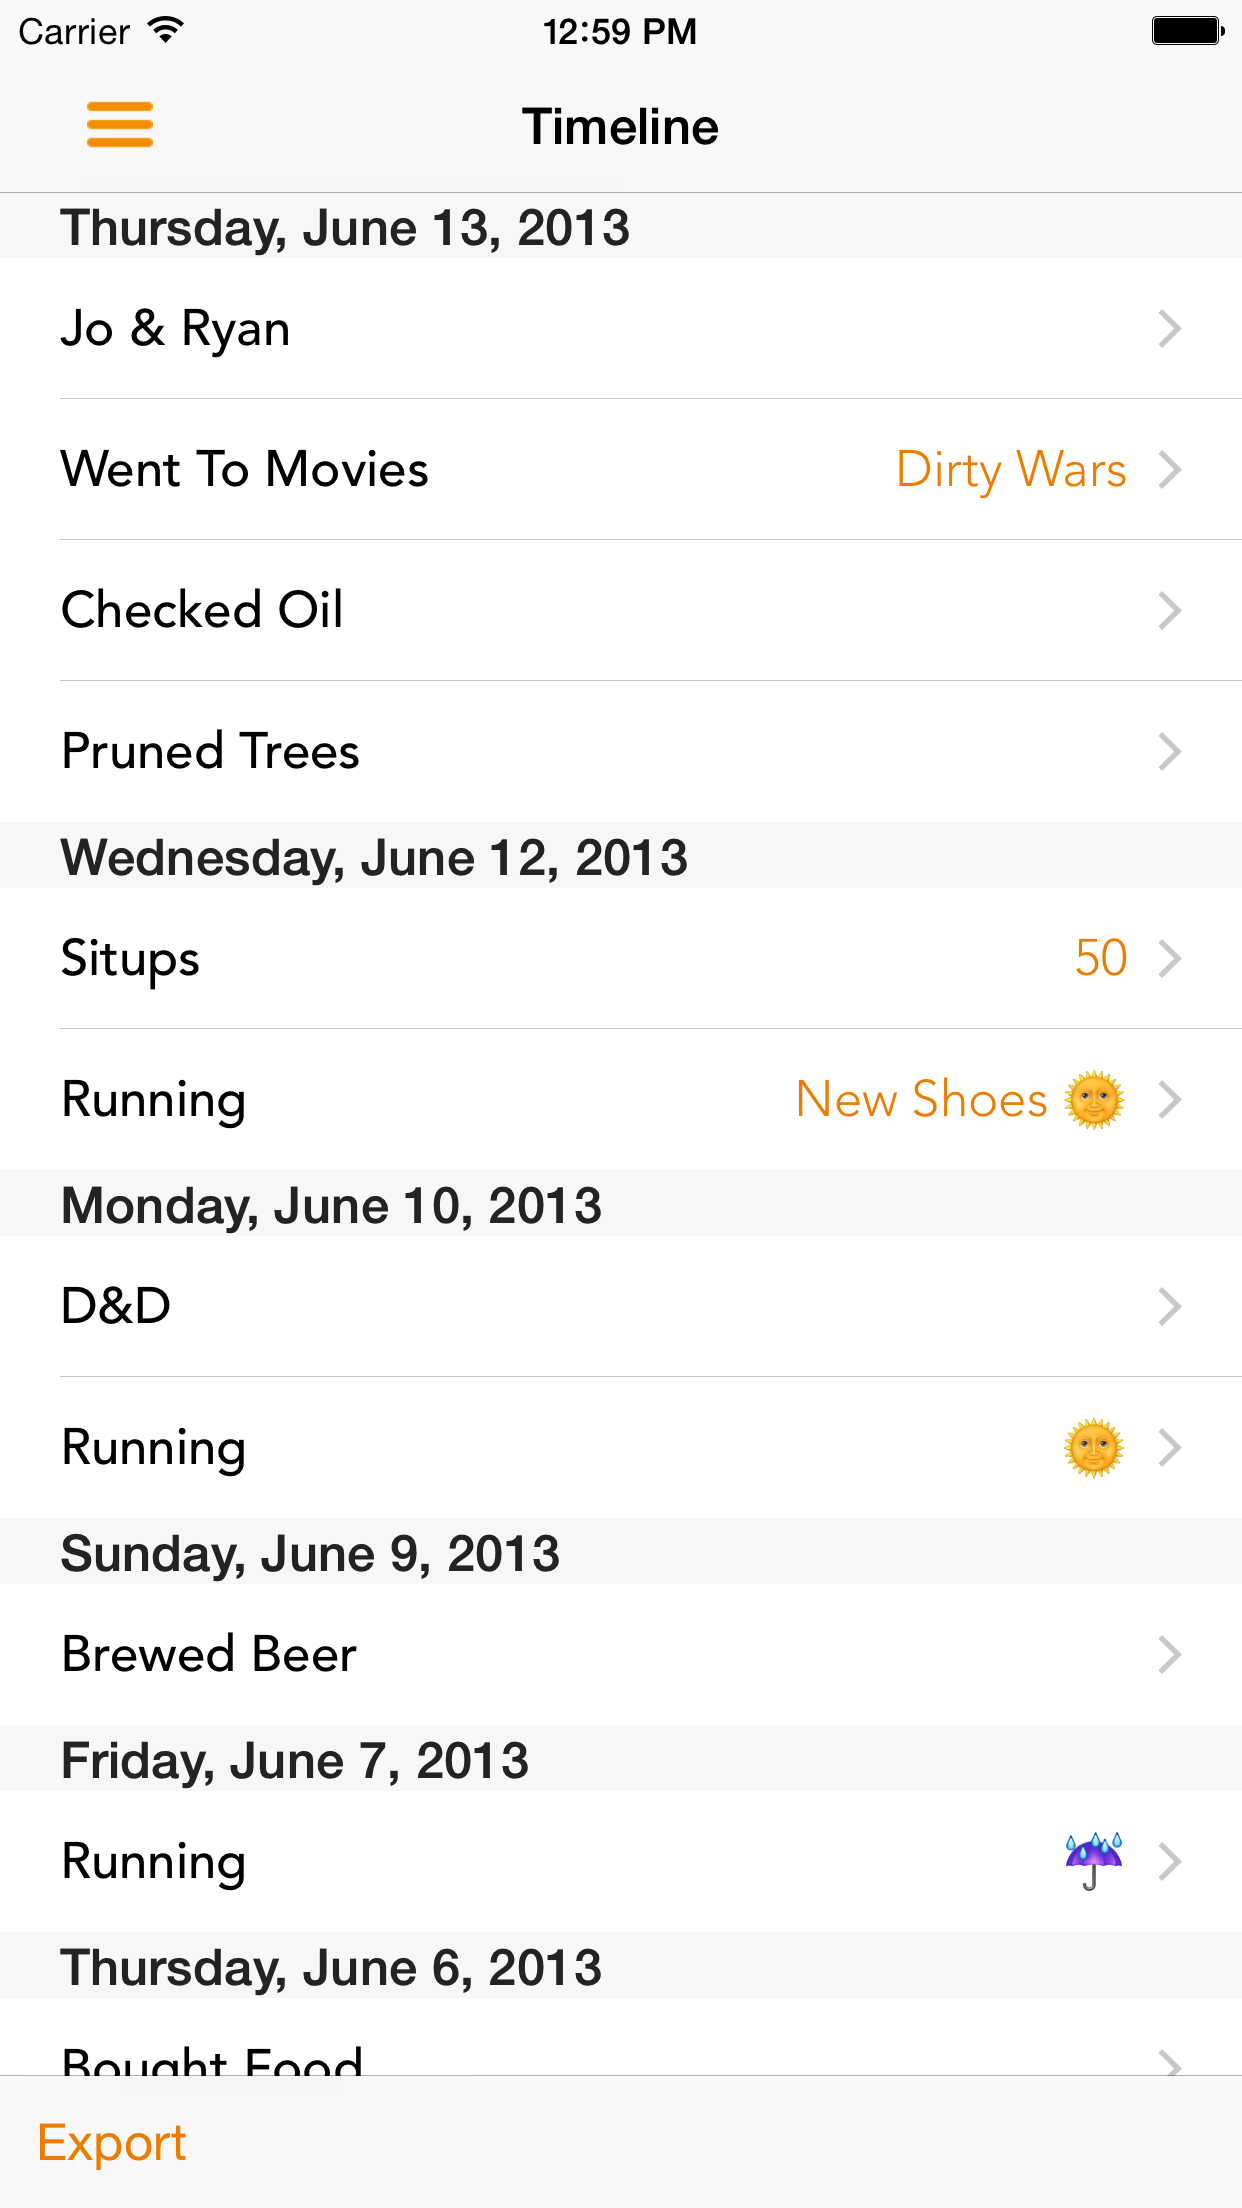 Carrier 12:59 PM
Timeline
Thursday, June 13, 2013
Jo & Ryan
Went To Movies Dirty Wars
Checked Oil
Pruned Trees
Wednesday, June 12, 2013
Situps 50
Running New Shoes 🌞
Monday, June 10, 2013
D&D
Running 🌞
Sunday, June 9, 2013
Brewed Beer
Friday, June 7, 2013
Running ☔
Thursday, June 6, 2013
Bought Food
Export